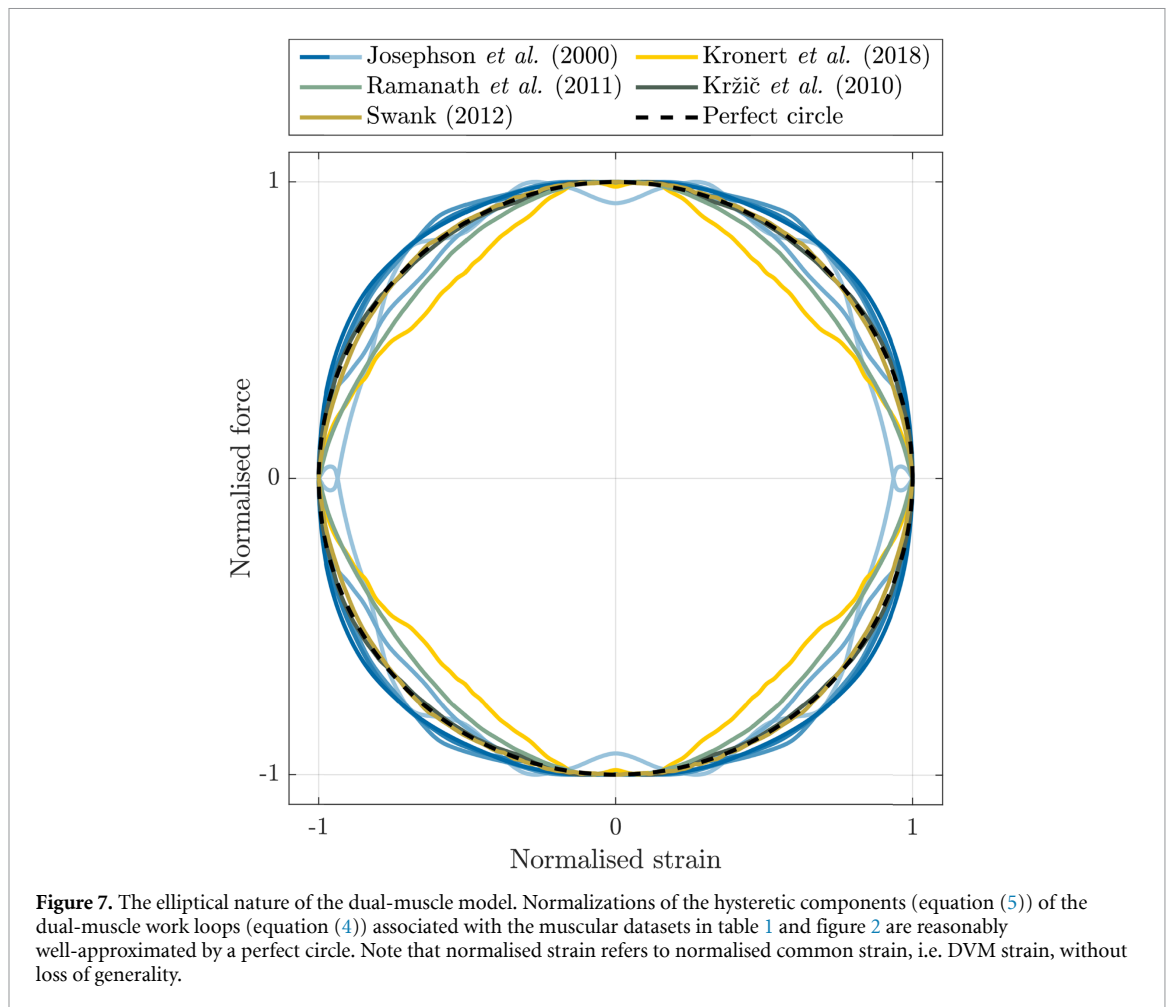 Josephson et al. (2000)
Kronert et al. (2018)
Ramanath et al. (2011)
Kržič et al. (2010)
Swank (2012)
Perfect circle
1
0
-1
Normalised force
-1
0
1
Normalised strain
Figure 7. The elliptical nature of the dual-muscle model. Normalizations of the hysteretic components (equation (5)) of the
dual-muscle work loops (equation (4)) associated with the muscular datasets in table 1 and figure 2 are reasonably
well-approximated by a perfect circle. Note that normalised strain refers to normalised common strain, i.e. DVM strain, without
loss of generality.